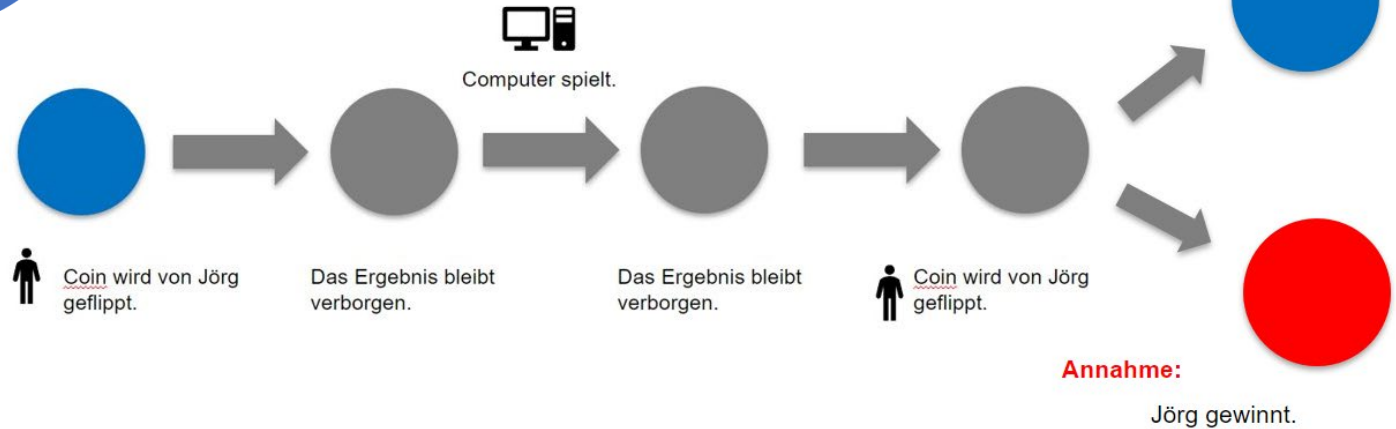 Computer spielt.
Coin wird von Jörg
geflippt.
Das Ergebnis bleibt
verborgen.
Das Ergebnis bleibt
verborgen.
Coin wird von Jörg
geflippt.
Annahme:
Jörg gewinnt.